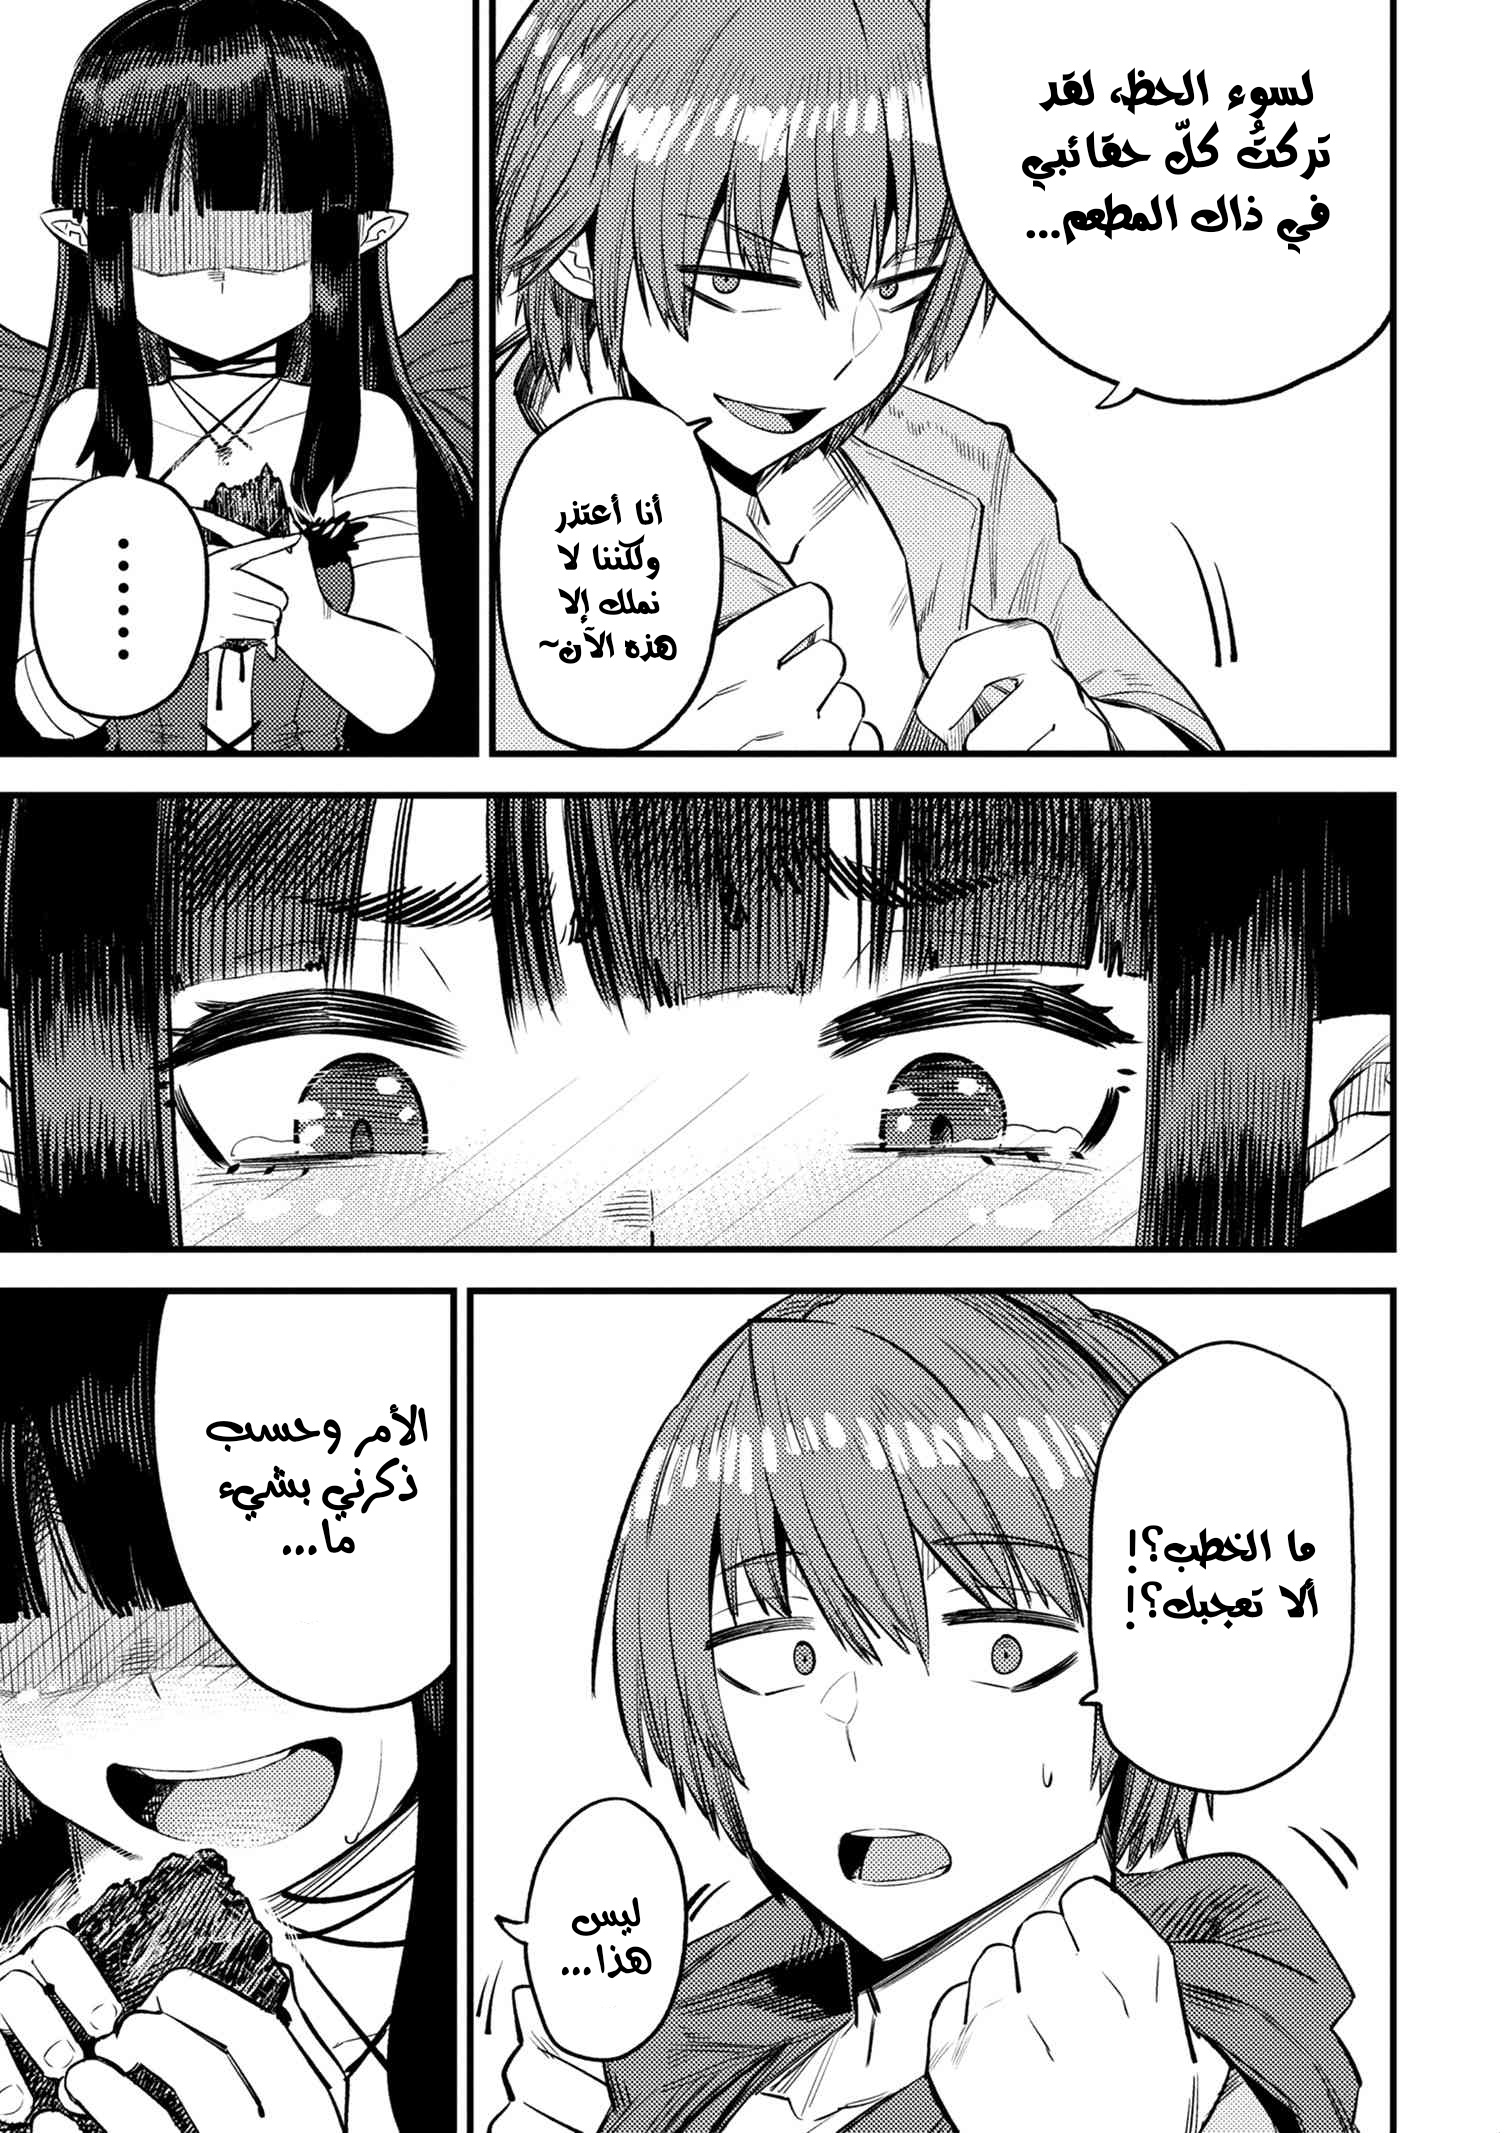 لسوء الحظ، لقد
تركتُ كلّ حقائبي
في ذاك المطعم...
أنا أعتذر
ولكننا لا
نملك إلا
هذه الآن~
......
ما الخطب؟!
ألا تعجبك؟!
ليس
هذا...
الأمر وحسب
ذكرني بشيء
ما...